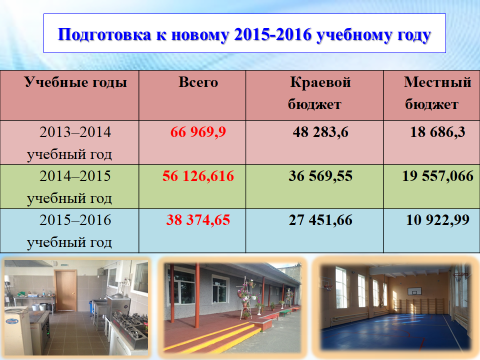 Подготовка к новому 2015-2016 учебному году
Учебные годы Всего Краевой бюджет Местный бюджет
2013–2014 учебный год 66 969,9 48 283,6 18 686,3
2014–2015 учебный год 56 126,616 36 569,55 19 557,066
2015–2016 учебный год 38 374,65 27 451,66 10 922,99